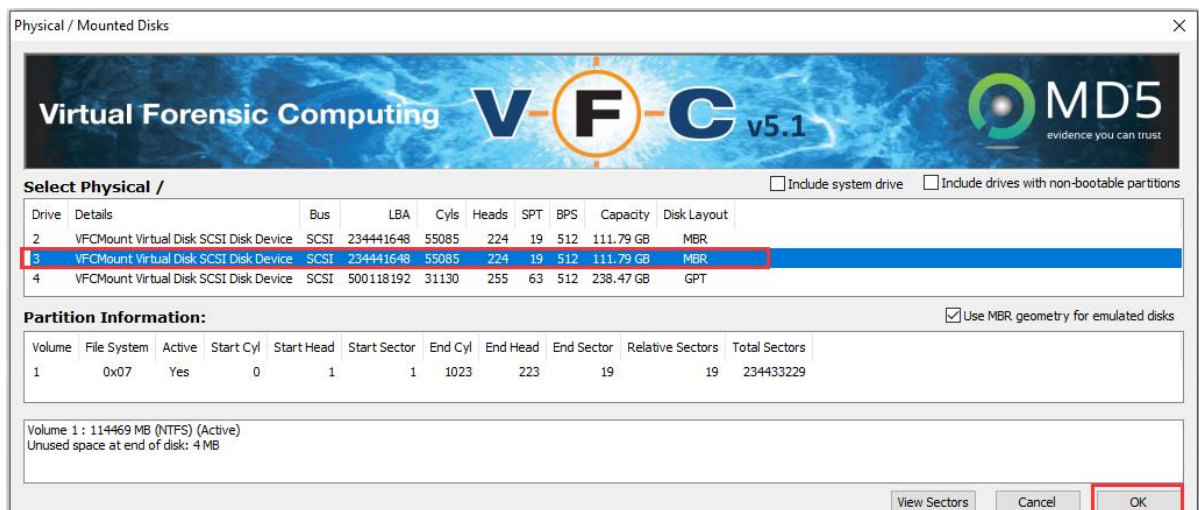 Physical / Mounted Disks
Virtual Forensic Computing V-F-C v5.1 MD5
evidence you can trust
Select Physical / Include system drive Include drives with non-bootable partitions
Drive Details Bus LBA Cyls Heads SPT BPS Capacity Disk Layout
2 VFCMount Virtual Disk SCSI Disk Device SCSI 234441648 55085 224 19 512 111.79 GB MBR
3 VFCMount Virtual Disk SCSI Disk Device SCSI 234441648 55085 224 19 512 111.79 GB MBR
4 VFCMount Virtual Disk SCSI Disk Device SCSI 500118192 31130 255 63 512 238.47 GB GPT
Partition Information: Use MBR geometry for emulated disks
Volume File System Active Start Cyl Start Head Start Sector End Cyl End Head End Sector Relative Sectors Total Sectors
1 0x07 Yes 0 1 1 1023 223 19 19 234433229
Volume 1 : 114469 MB (NTFS) (Active)
Unused space at end of disk: 4 MB
View Sectors Cancel OK